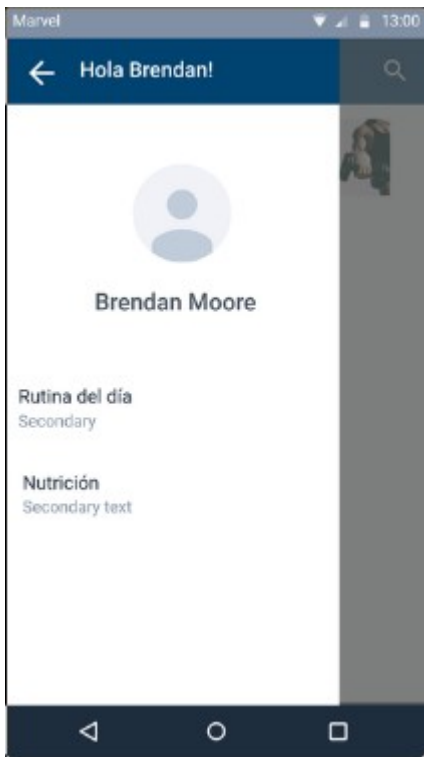 Marvel 13:00
Hola Brendan!
Brendan Moore
Rutina del día
Secondary
Nutrición
Secondary text